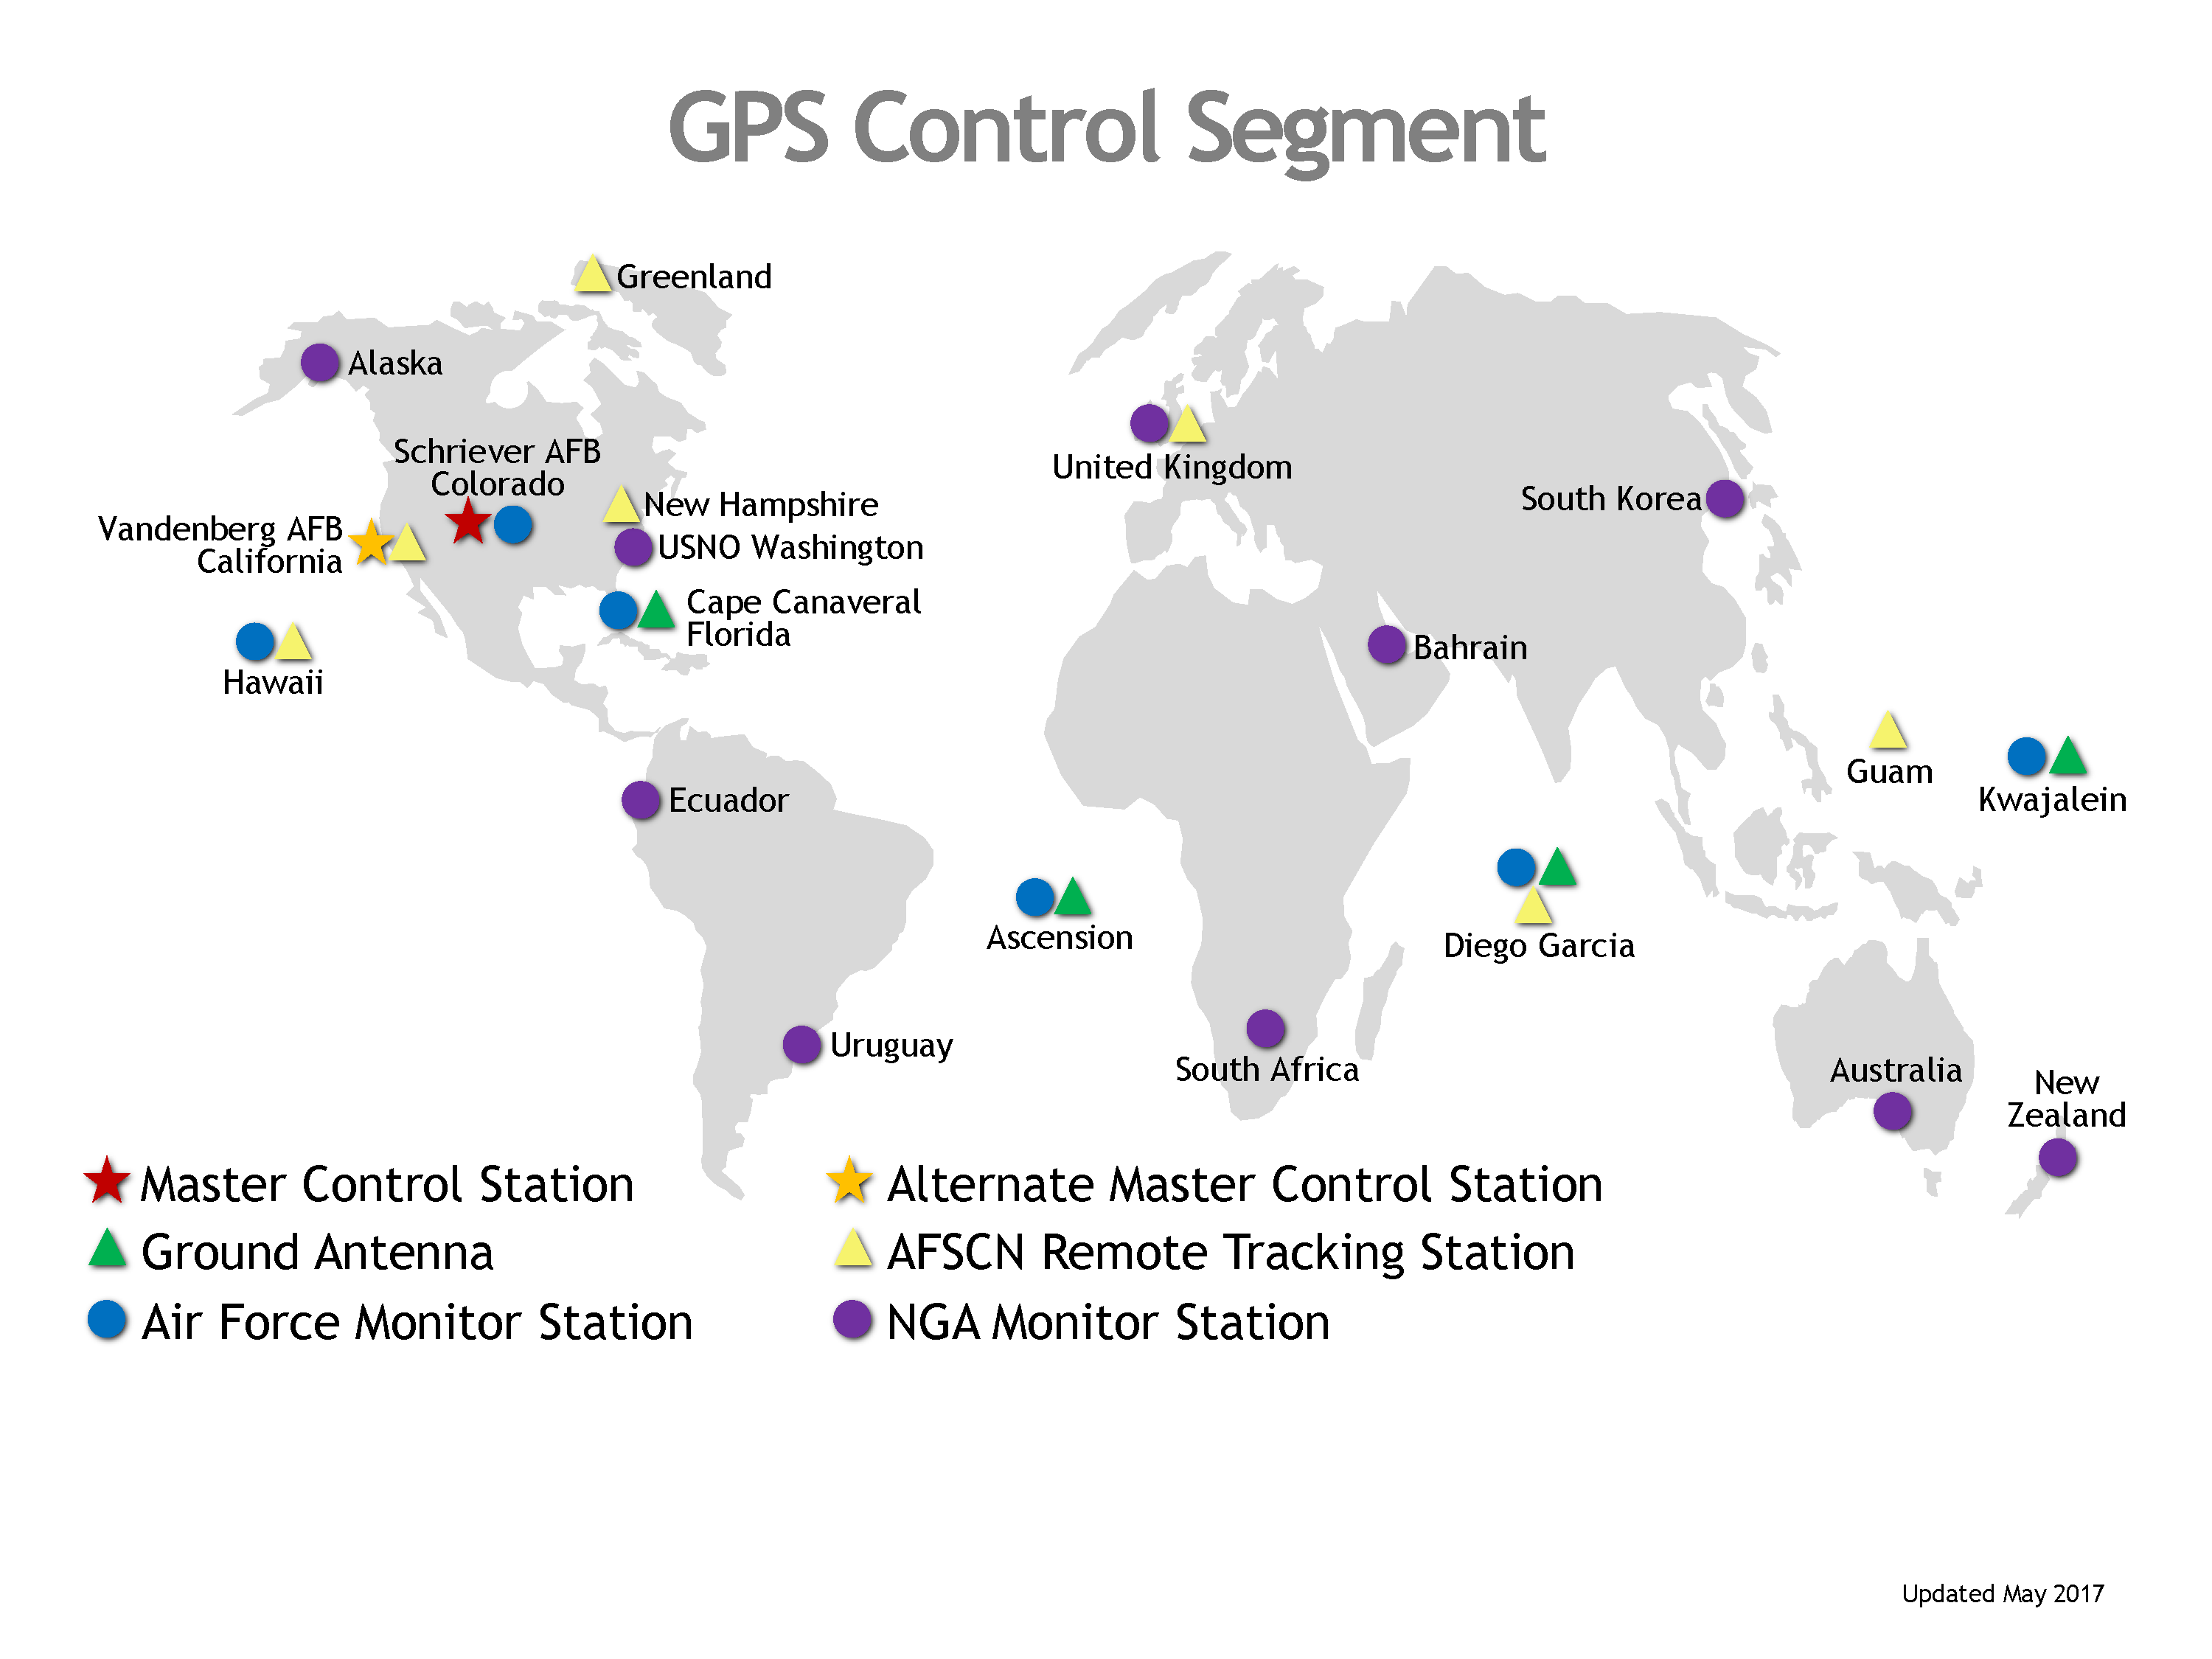 GPS Control Segment
Greenland
Alaska
Schriever AFB
Colorado
United Kingdom
New Hampshire
South Korea
Vandenberg AFB
California
USNO Washington
Cape Canaveral
Florida
Bahrain
Hawaii
Guam
Kwajalein
Ecuador
Ascension
Diego Garcia
Uruguay
South Africa
Australia
New
Zealand
Master Control Station
Alternate Master Control Station
Ground Antenna
AFSCN Remote Tracking Station
Air Force Monitor Station
NGA Monitor Station
Updated May 2017